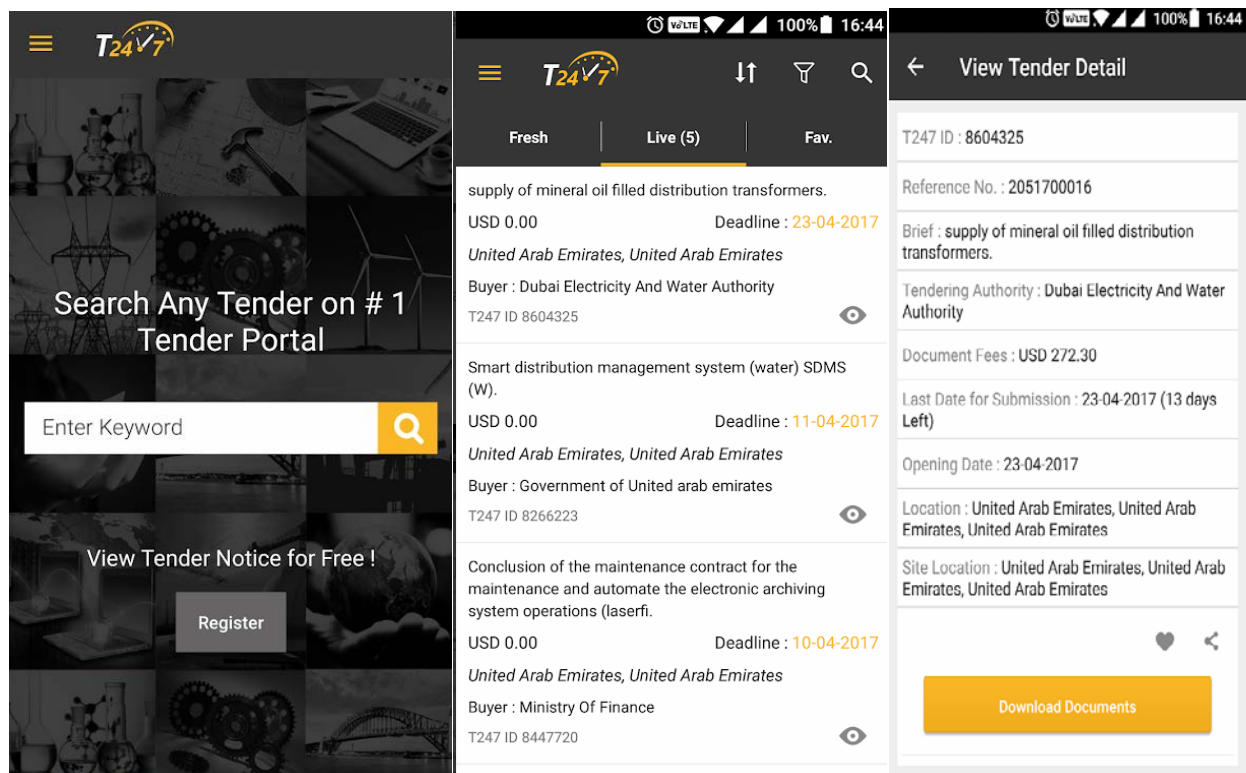 T24 7
Search Any Tender on # 1
Tender Portal
Enter Keyword
View Tender Notice for Free !
Register
VoLTE 100% 16:44
T24 7
Fresh
Live (5)
Fav.
supply of mineral oil filled distribution transformers.
USD 0.00 Deadline : 23-04-2017
United Arab Emirates, United Arab Emirates
Buyer : Dubai Electricity And Water Authority
T247 ID 8604325
Smart distribution management system (water) SDMS
(W).
USD 0.00 Deadline : 11-04-2017
United Arab Emirates, United Arab Emirates
Buyer : Government of United arab emirates
T247 ID 8266223
Conclusion of the maintenance contract for the
maintenance and automate the electronic archiving
system operations (laserfi.
USD 0.00 Deadline : 10-04-2017
United Arab Emirates, United Arab Emirates
Buyer : Ministry Of Finance
T247 ID 8447720
VoLTE 100% 16:44
View Tender Detail
T247 ID : 8604325
Reference No. : 2051700016
Brief : supply of mineral oil filled distribution
transformers.
Tendering Authority : Dubai Electricity And Water
Authority
Document Fees : USD 272.30
Last Date for Submission : 23-04-2017 (13 days
Left)
Opening Date : 23-04-2017
Location : United Arab Emirates, United Arab
Emirates, United Arab Emirates
Site Location : United Arab Emirates, United Arab
Emirates, United Arab Emirates
Download Documents